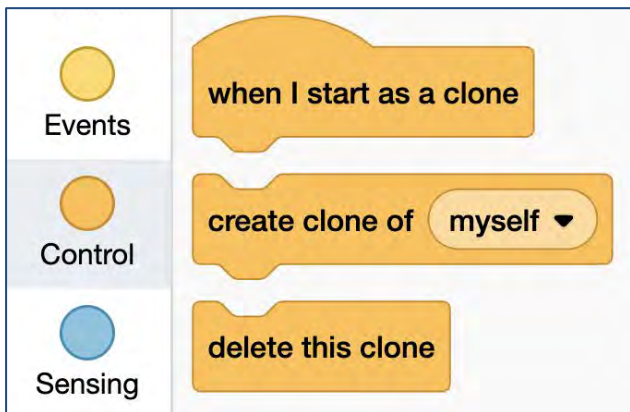 Events
Control
Sensing
when I start as a clone
create clone of myself
delete this clone